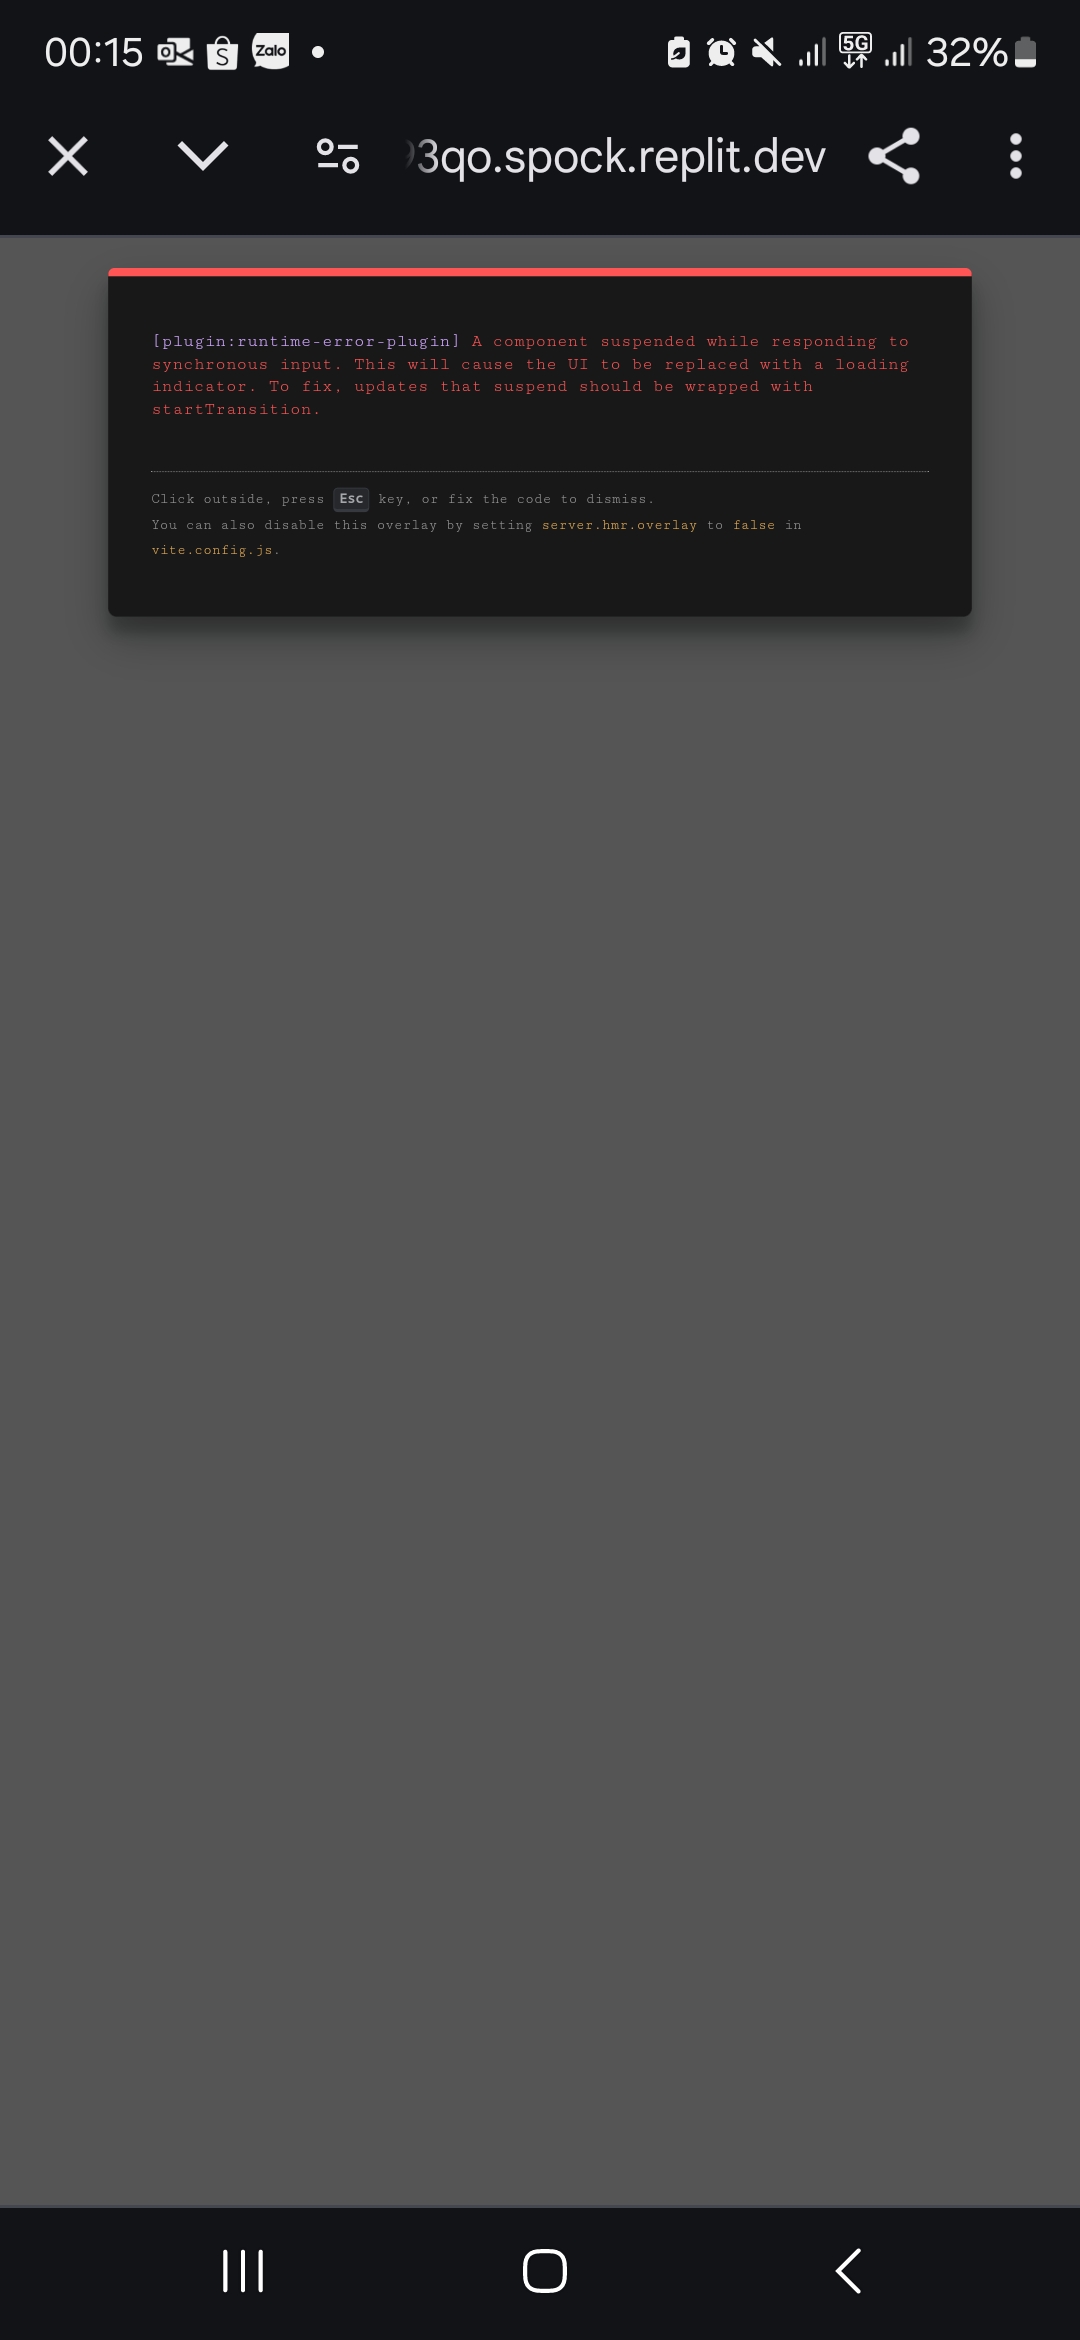 00:15 Zalo 5G 32%
3qo.spock.replit.dev
[plugin:runtime-error-plugin] A component suspended while responding to
synchronous input. This will cause the UI to be replaced with a loading
indicator. To fix, updates that suspend should be wrapped with
startTransition.
Click outside, press Esc key, or fix the code to dismiss.
You can also disable this overlay by setting server.hmr.overlay to false in
vite.config.js.